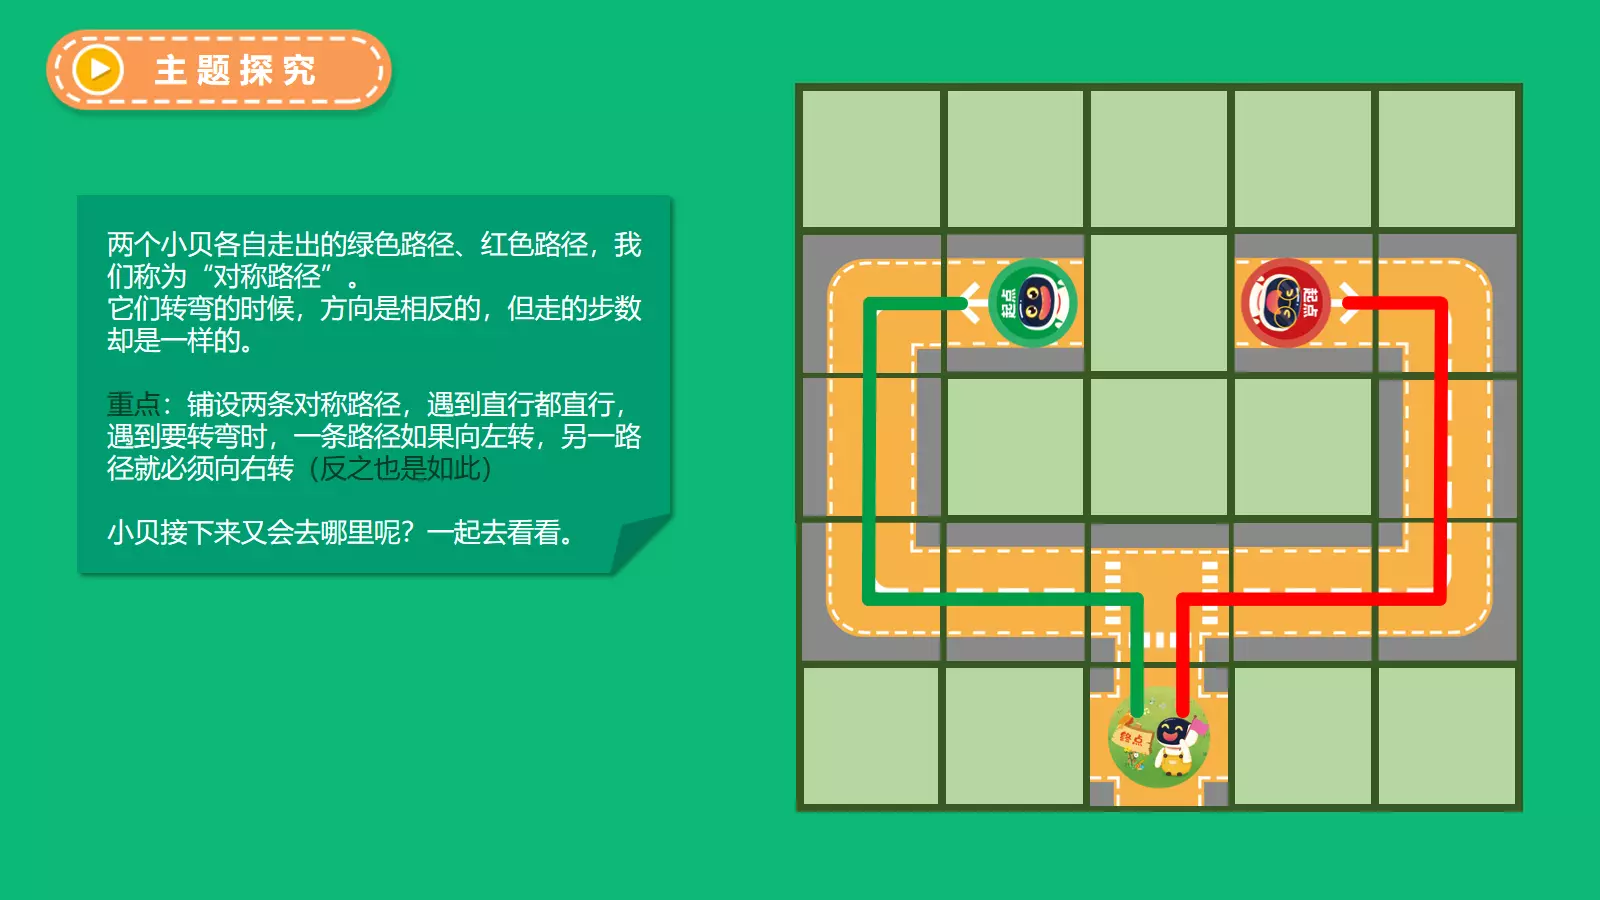 主题探究
两个小贝各自走出的绿色路径、红色路径，我
们称为“对称路径”。
它们转弯的时候，方向是相反的，但走的步数
却是一样的。
重点：铺设两条对称路径，遇到直行都直行，
遇到要转弯时，一条路径如果向左转，另一路
径就必须向右转（反之也是如此）
小贝接下来又会去哪里呢？一起去看看。
起点
起点
终点